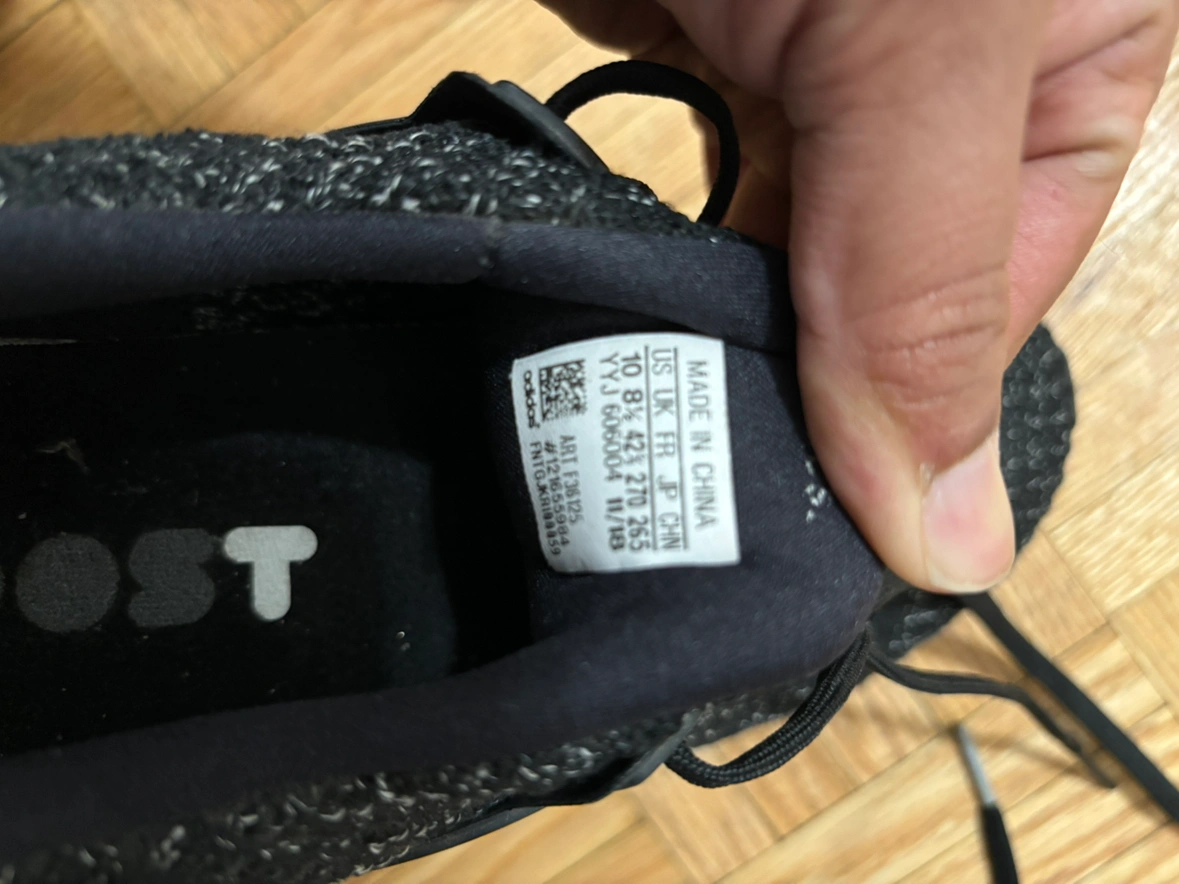 MADE IN CHINA
US UK FR JP CHN
10 8½ 42⅔ 270 265
YYJ 606004 11/18
ART F36125
#121655984
adidas
OST